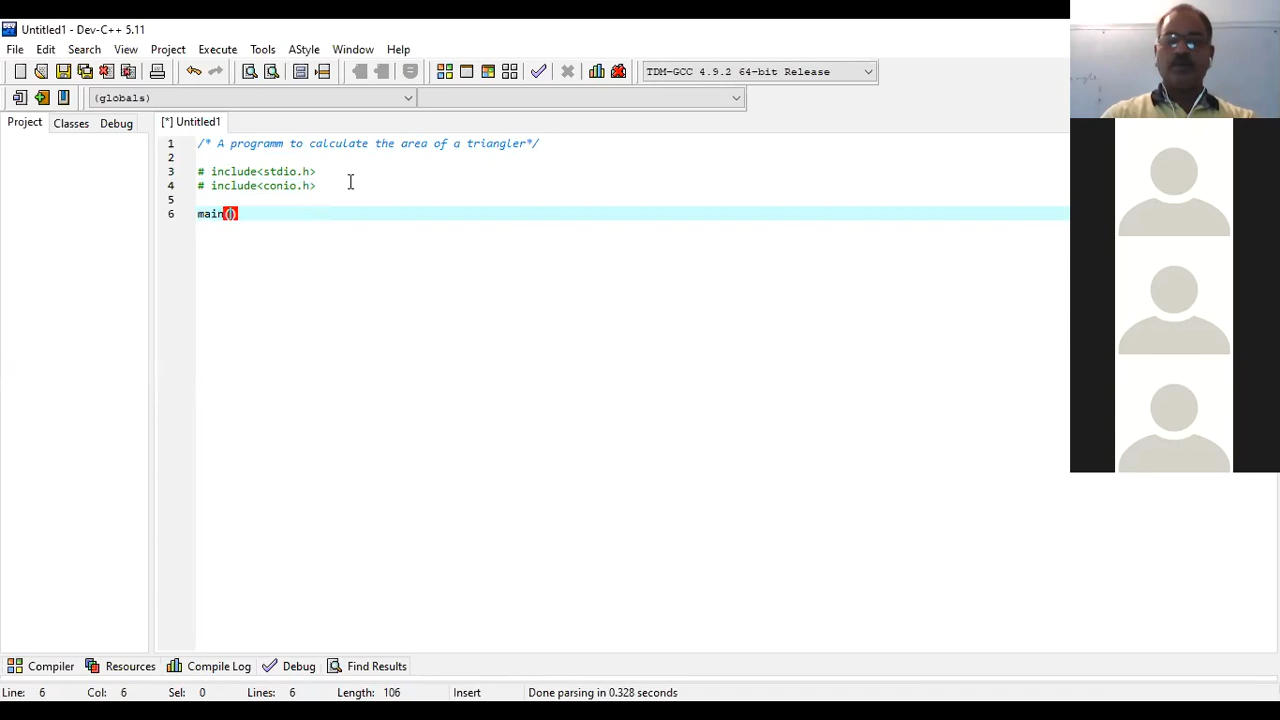 Untitled1 - Dev-C++ 5.11
File Edit Search View Project Execute Tools AStyle Window Help
TDM-GCC 4.9.2 64-bit Release
(globals)
Project Classes Debug [*] Untitled1
1 /* A programm to calculate the area of a triangler*/
2
3 # include<stdio.h>
4 # include<conio.h>
5
6 main()
Compiler Resources Compile Log Debug Find Results
Line: 6 Col: 6 Sel: 0 Lines: 6 Length: 106 Insert Done parsing in 0.328 seconds